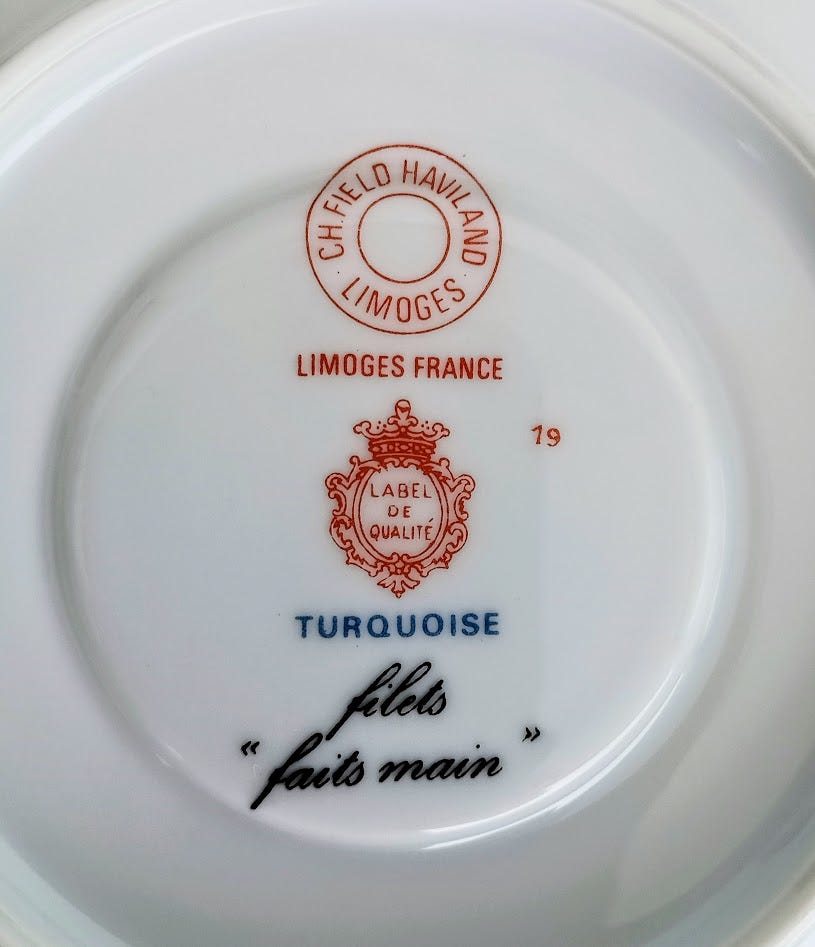 CH. FIELD HAVILAND
LIMOGES
LIMOGES FRANCE
19
LABEL
DE
QUALITÉ
TURQUOISE
filets
« faits main »